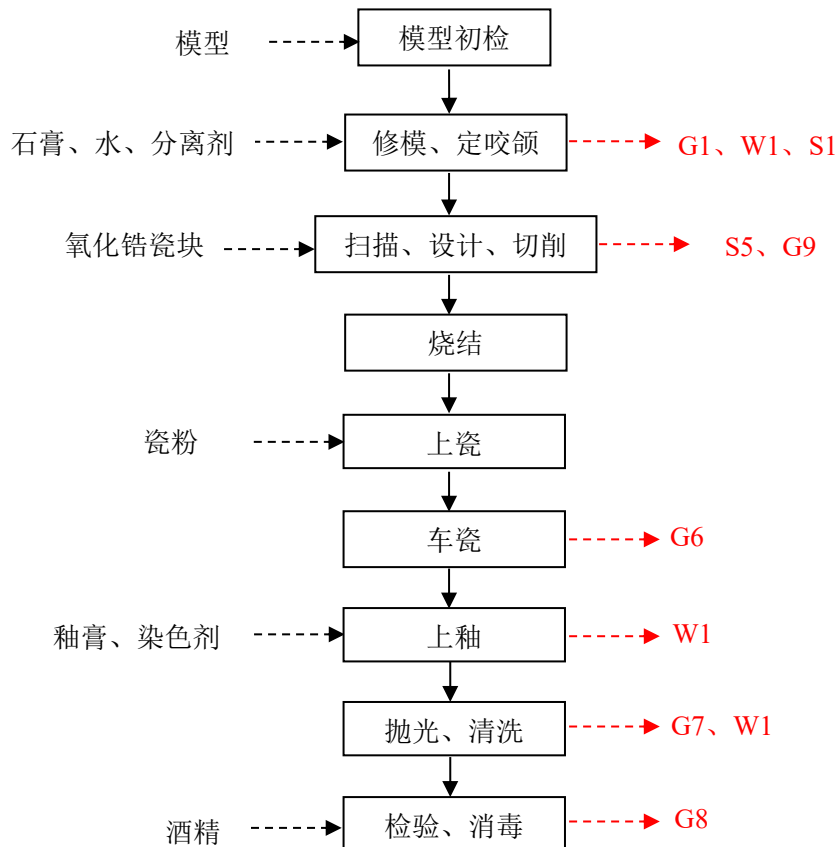 模型
模型初检
石膏、水、分离剂
修模、定咬颌
G1、W1、S1
氧化锆瓷块
扫描、设计、切削
S5、G9
烧结
瓷粉
上瓷
车瓷
G6
釉膏、染色剂
上釉
W1
抛光、清洗
G7、W1
酒精
检验、消毒
G8